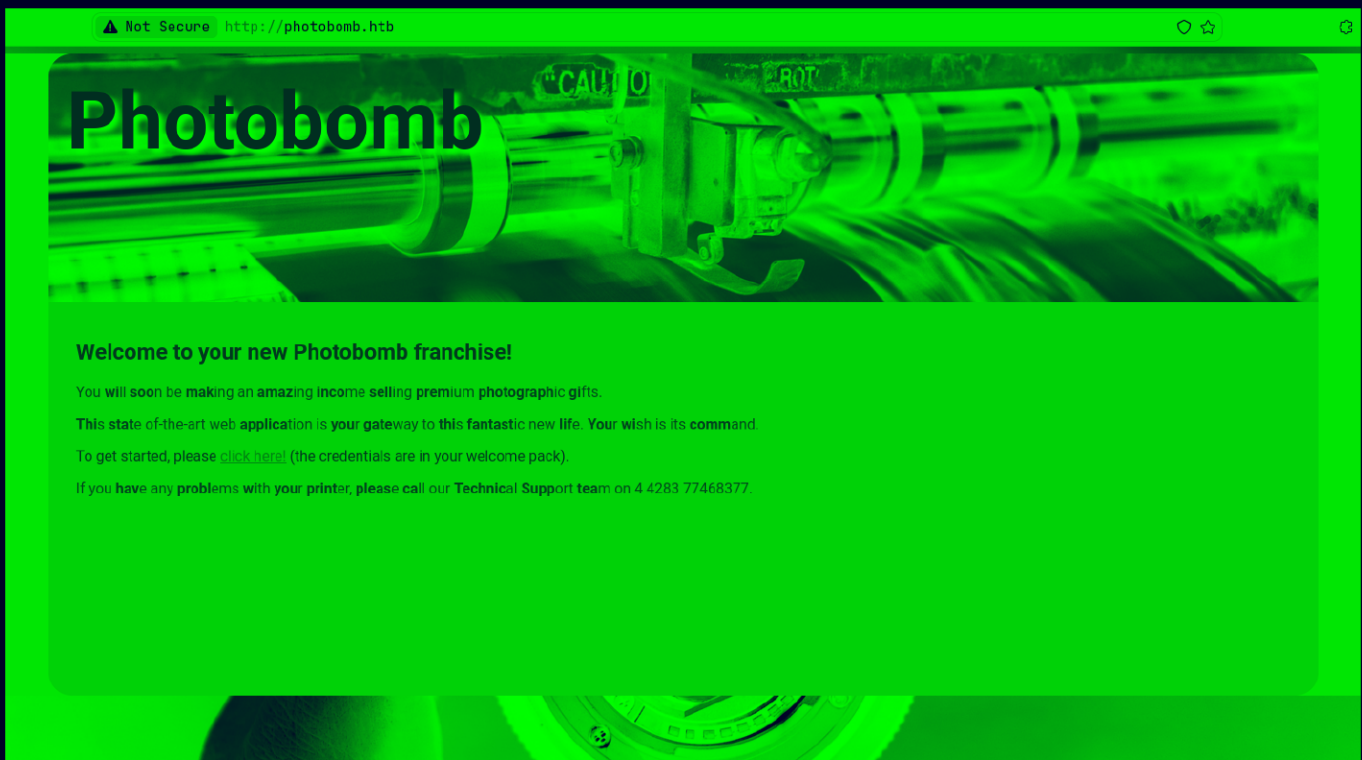 Not Secure http://photobomb.htb
"CAUTIO ROT
Photobomb
Welcome to your new Photobomb franchise!
You will soon be making an amazing income selling premium photographic gifts.
This state of-the-art web application is your gateway to this fantastic new life. Your wish is its command.
To get started, please click here! (the credentials are in your welcome pack).
If you have any problems with your printer, please call our Technical Support team on 4 4283 77468377.